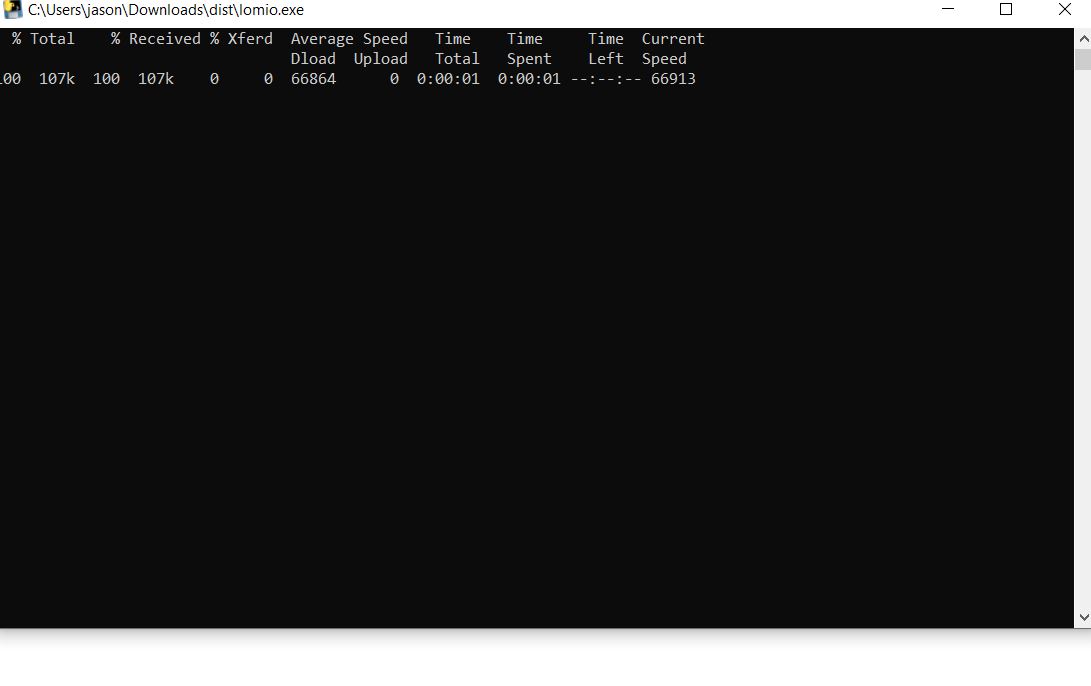 C:\Users\jason\Downloads\dist\lomio.exe
% Total % Received % Xferd Average Speed Time Time Time Current
Dload Upload Total Spent Left Speed
100 107k 100 107k 0 0 66864 0 0:00:01 0:00:01 --:--:-- 66913